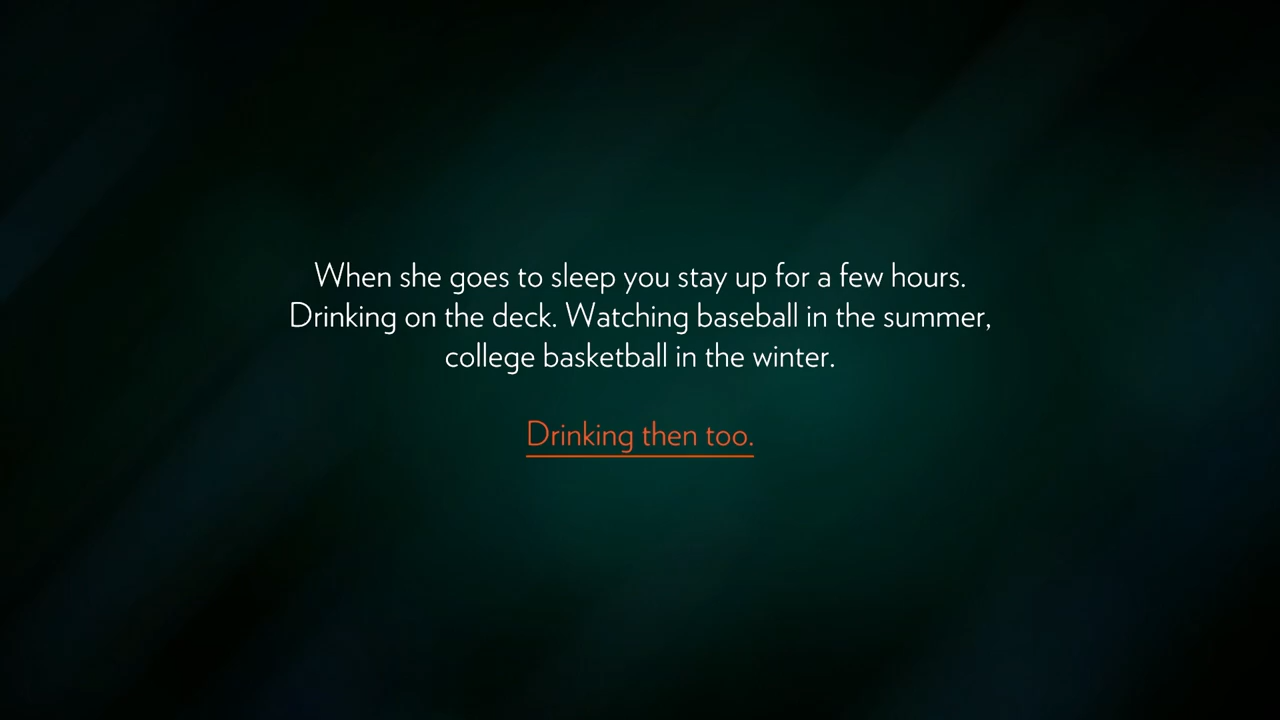 When she goes to sleep you stay up for a few hours.
Drinking on the deck. Watching baseball in the summer,
college basketball in the winter.
Drinking then too.